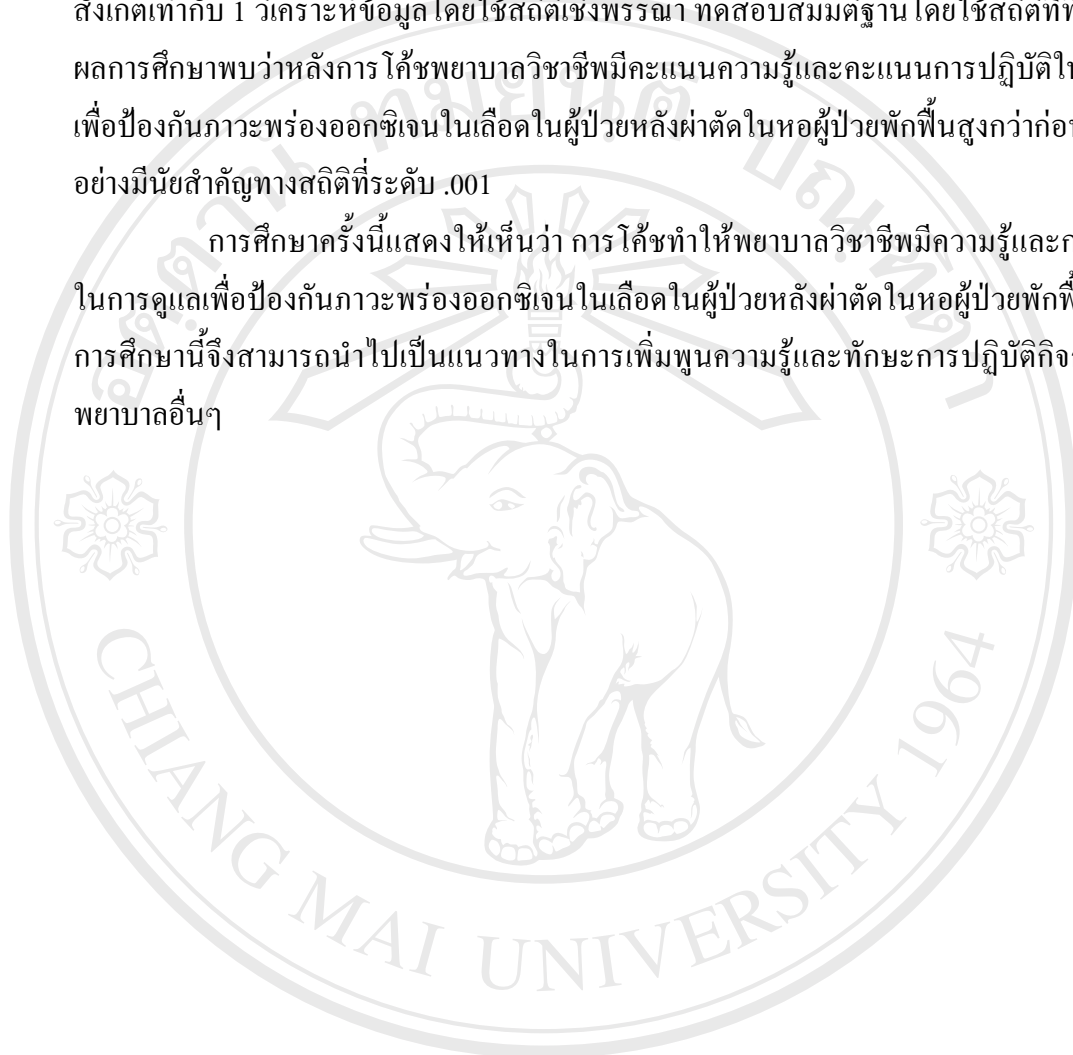 สังเกตเท่ากับ 1 วิเคราะห์ข้อมูลโดยใช้สถิติเชิงพรรณา ทดสอบสมมติฐานโดยใช้สถิติที
ผลการศึกษาพบว่าหลังการโค้ชพยาบาลวิชาชีพมีคะแนนความรู้และคะแนนการปฏิบัติใน
เพื่อป้องกันภาวะพร่องออกซิเจนในเลือดในผู้ป่วยหลังผ่าตัดในหอผู้ป่วยพักฟื้นสูงกว่าก่อน
อย่างมีนัยสำคัญทางสถิติที่ระดับ .001
การศึกษาครั้งนี้แสดงให้เห็นว่า การโค้ชทำให้พยาบาลวิชาชีพมีความรู้และก
ในการดูแลเพื่อป้องกันภาวะพร่องออกซิเจนในเลือดในผู้ป่วยหลังผ่าตัดในหอผู้ป่วยพักฟื้
การศึกษานี้จึงสามารถนำไปเป็นแนวทางในการเพิ่มพูนความรู้และทักษะการปฏิบัติกิจ
พยาบาลอื่นๆ
CHIANG MAI UNIVERSITY 1964